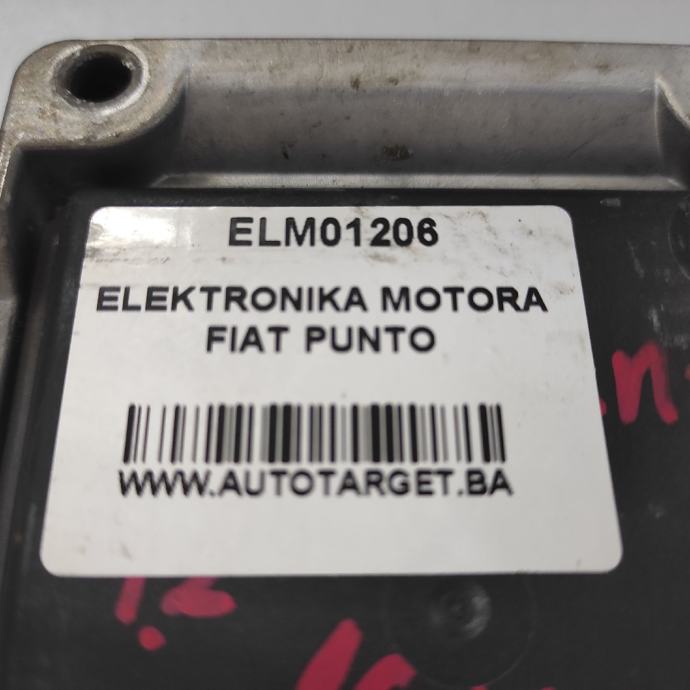 ELM01206
ELEKTRONIKA MOTORA
FIAT PUNTO
WWW.AUTOTARGET.BA